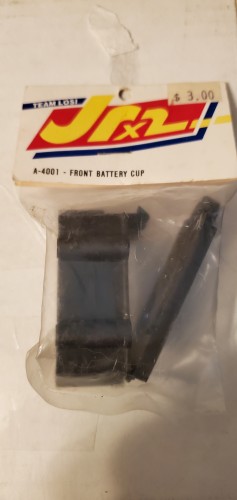 TEAM LOSI
JRX2
$ 3.00
A-4001 - FRONT BATTERY CUP